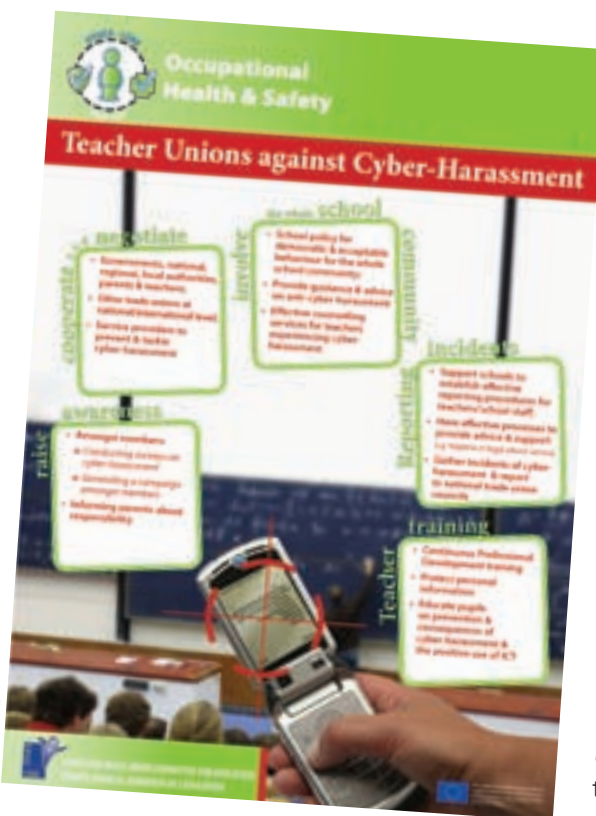 Occupational
Health & Safety
Teacher Unions against Cyber-Harassment
cooperate & negotiate
• Governments, national,
regional, local authorities,
parents & teachers
• Other trade unions at
national/international level
• Service providers to
prevent & tackle
cyber-harassment
involve the whole school community
• School policy for
democratic & acceptable
behaviour for the whole
school community
• Provide guidance & advice
on anti-cyber-harassment
• Effective counselling
services for teachers
experiencing cyber-
harassment
raise awareness
• Amongst members
cyber-harassment
amongst members
• Informing parents about
responsibility
Reporting incidents
• Support schools to
establish effective
reporting procedures for
teachers/school staff
• Have effective processes to
provide advice & support
• Gather incidents of cyber-
harassment & report
to national trade union
Teacher training
• Continuous Professional
Development training
• Protect personal
information
• Educate pupils
on prevention &
consequences of
cyber-harassment &
the positive use of ICT